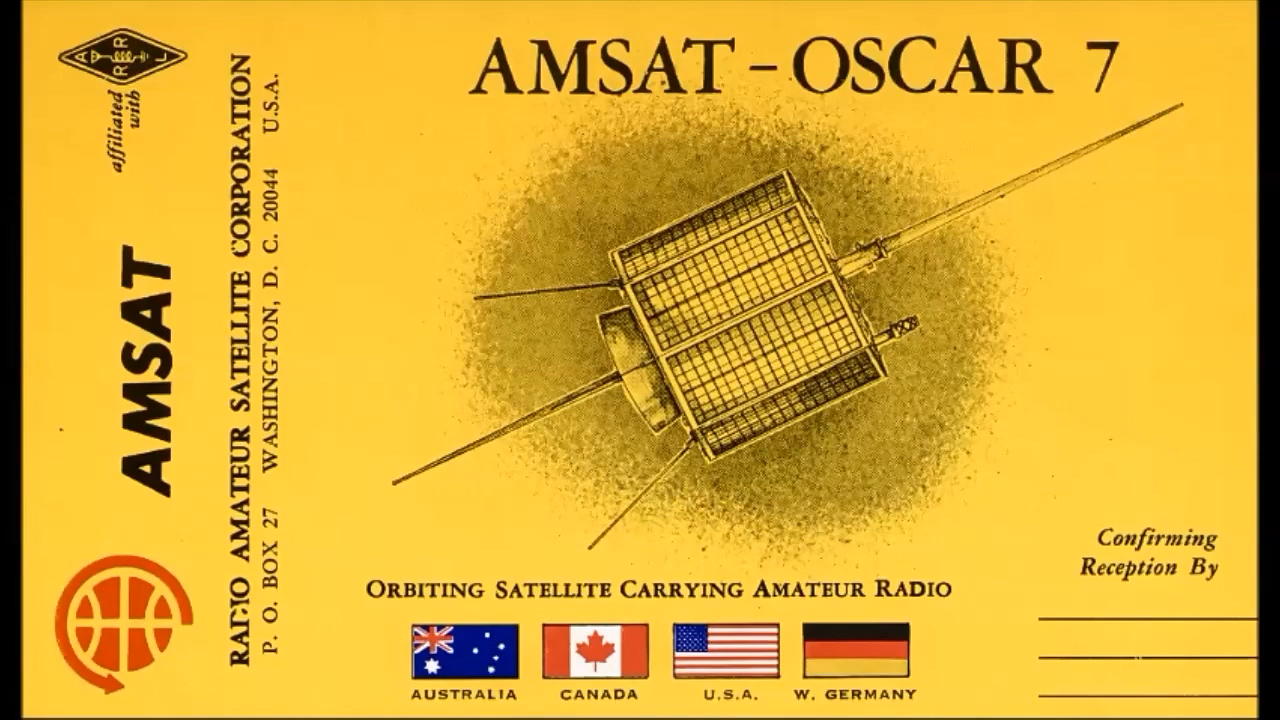 AMSAT – OSCAR 7
ARRL
affiliated
with
AMSAT
RADIO AMATEUR SATELLITE CORPORATION
P. O. BOX 27 WASHINGTON, D. C. 20044 U.S.A.
Confirming
Reception By
ORBITING SATELLITE CARRYING AMATEUR RADIO
AUSTRALIA
CANADA
U.S.A.
W. GERMANY